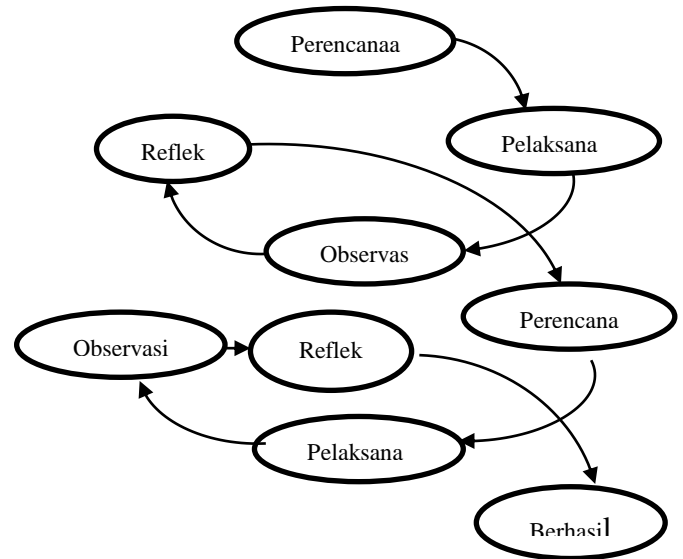 Perencanaa
Pelaksana
Reflek
Observas
Perencana
Observasi
Reflek
Pelaksana
Berhasil